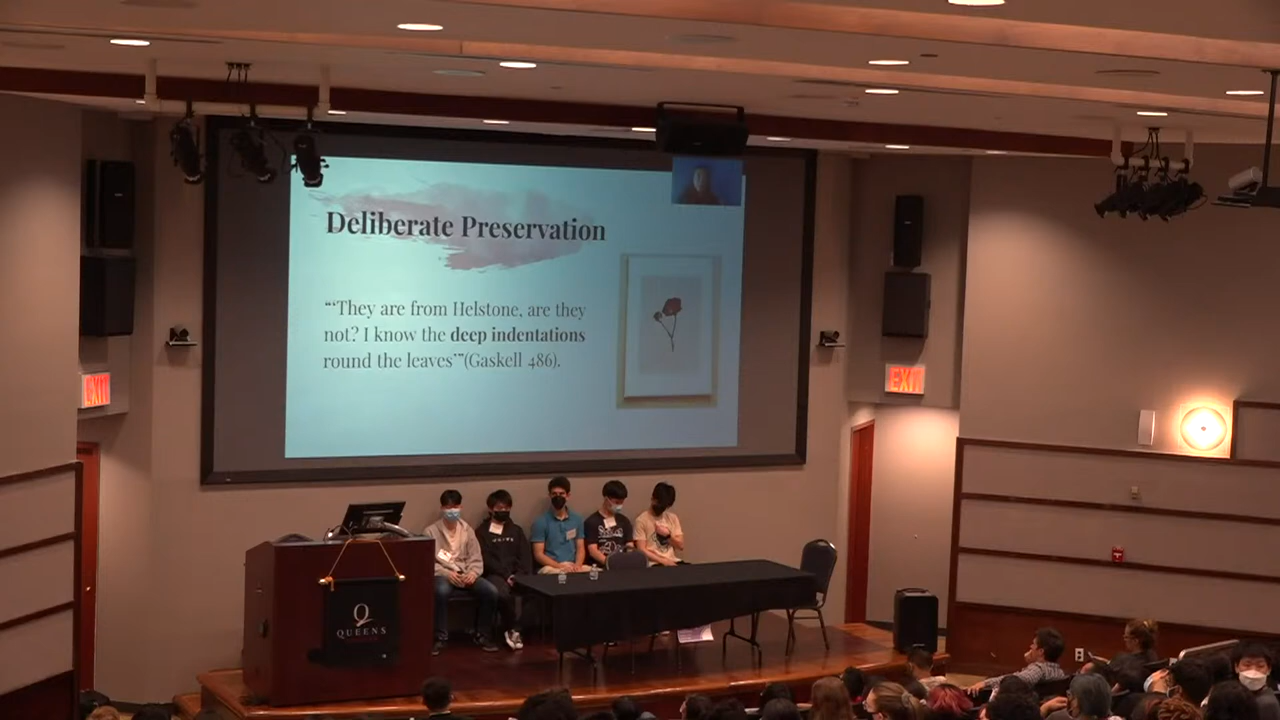 Deliberate Preservation
"‘They are from Helstone, are they
not? I know the deep indentations
round the leaves’"(Gaskell 486).
EXIT
EXIT
Q
QUEENS